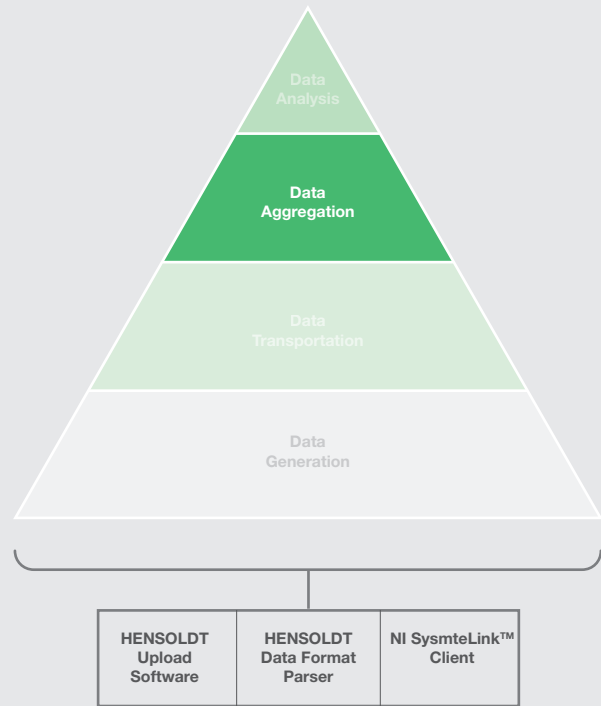 Data
Analysis
Data
Aggregation
Data
Transportation
Data
Generation
HENSOLDT
Upload
Software
HENSOLDT
Data Format
Parser
NI SysmteLink™
Client